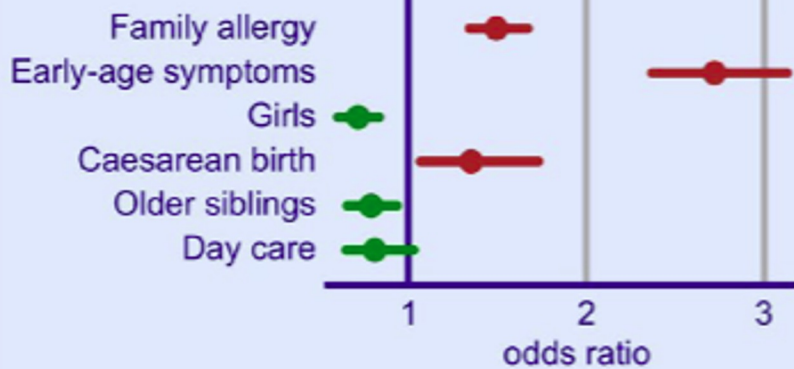 Family allergy
Early-age symptoms
Girls
Caesarean birth
Older siblings
Day care
1 2 3
odds ratio